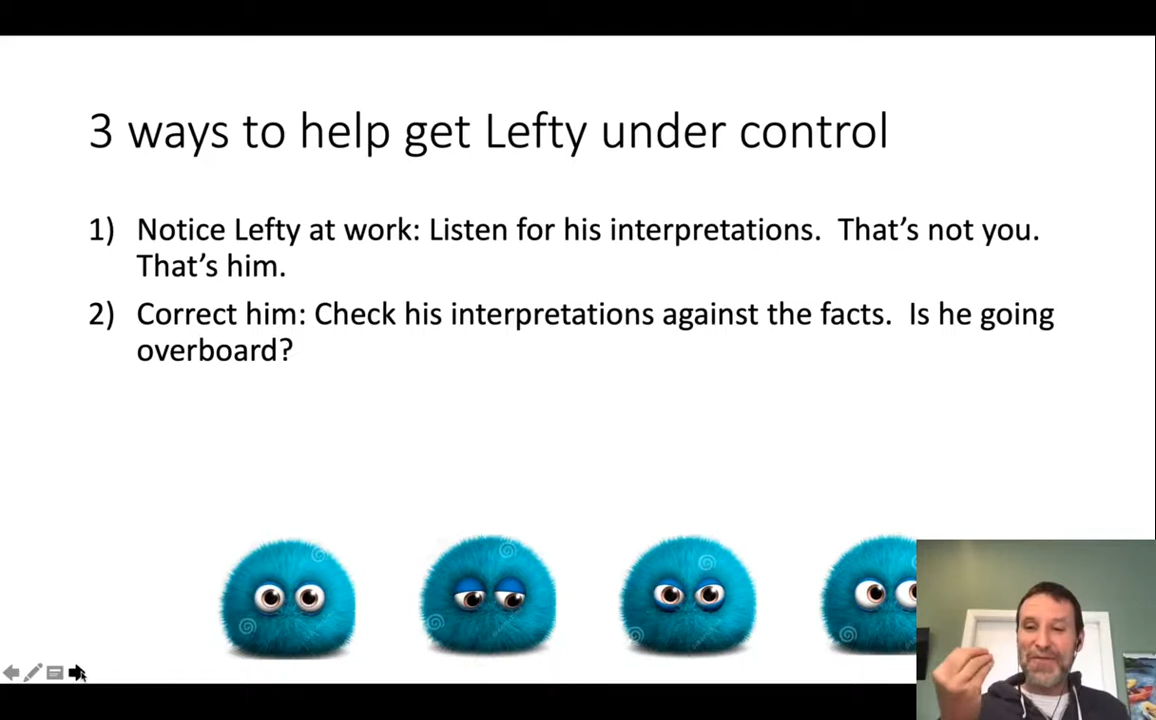 3 ways to help get Lefty under control
1) Notice Lefty at work: Listen for his interpretations.  That's not you.
That's him.
2) Correct him: Check his interpretations against the facts.  Is he going
overboard?